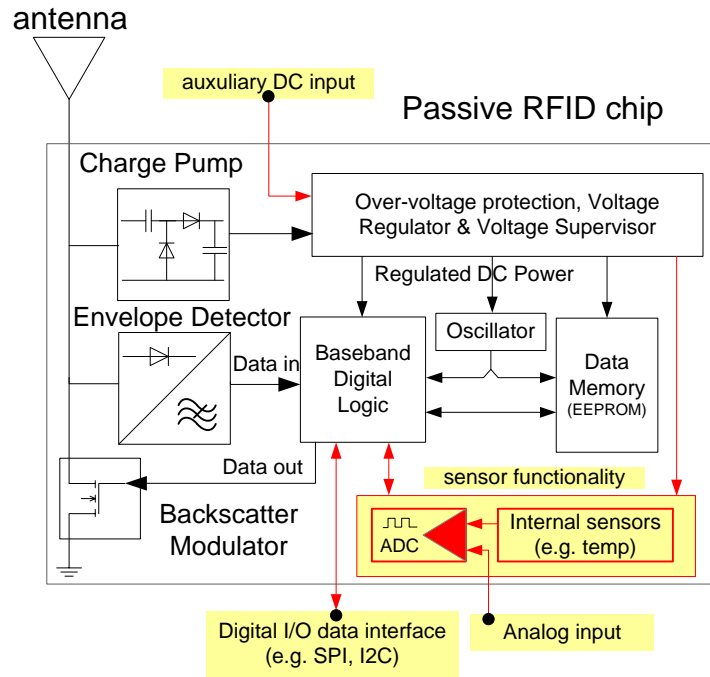 antenna
auxuliary DC input
Passive RFID chip
Charge Pump
Over-voltage protection, Voltage
Regulator & Voltage Supervisor
Regulated DC Power
Envelope Detector
Oscillator
Data in
Baseband
Digital
Logic
Data
Memory
(EEPROM)
Data out
sensor functionality
Backscatter
Modulator
ADC
Internal sensors
(e.g. temp)
Digital I/O data interface
(e.g. SPI, I2C)
Analog input